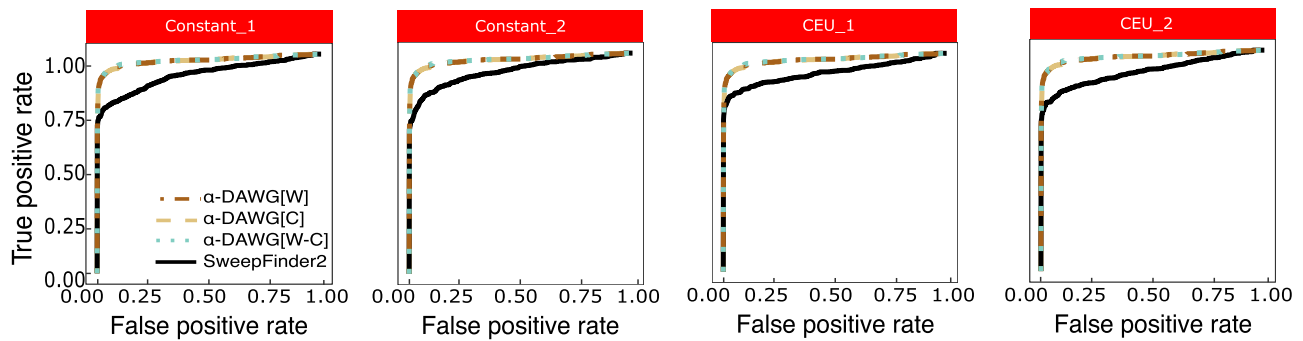 Constant_1
Constant_2
CEU_1
CEU_2
True positive rate
1.00
0.75
0.50
0.25
0.00
α-DAWG[W]
α-DAWG[C]
α-DAWG[W-C]
SweepFinder2
0.00 0.25 0.50 0.75 1.00
0.00 0.25 0.50 0.75 1.00
0.00 0.25 0.50 0.75 1.00
0.00 0.25 0.50 0.75 1.00
False positive rate
False positive rate
False positive rate
False positive rate